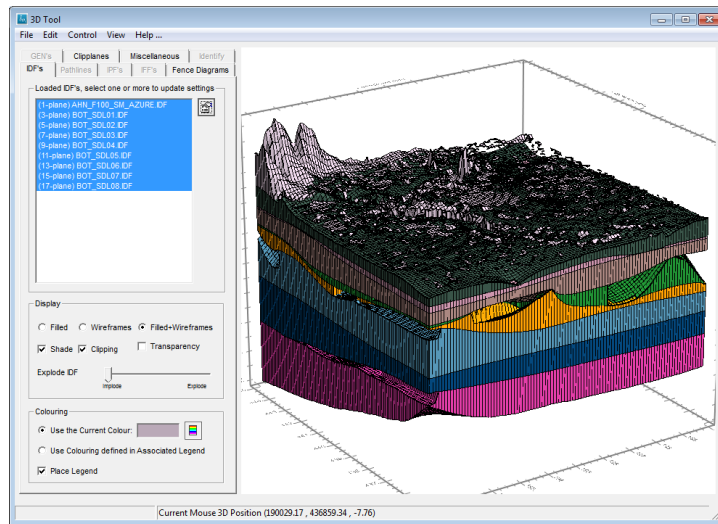 3D Tool
File Edit Control View Help ...
GEN's Clipplanes Miscellaneous Identify
IDF's Pathlines IPF's IFF's Fence Diagrams
Loaded IDF's, select one or more to update settings
(1-plane) AHN_F100_SM_AZURE.IDF
(3-plane) BOT_SDL01.IDF
(5-plane) BOT_SDL02.IDF
(7-plane) BOT_SDL03.IDF
(9-plane) BOT_SDL04.IDF
(11-plane) BOT_SDL05.IDF
(13-plane) BOT_SDL06.IDF
(15-plane) BOT_SDL07.IDF
(17-plane) BOT_SDL08.IDF
Display
Filled Wireframes Filled+Wireframes
Shade Clipping Transparency
Explode IDF
Implode Explode
Colouring
Use the Current Colour:
Use Colouring defined in Associated Legend
Place Legend
Current Mouse 3D Position (190029.17 , 436859.34 , -7.76)